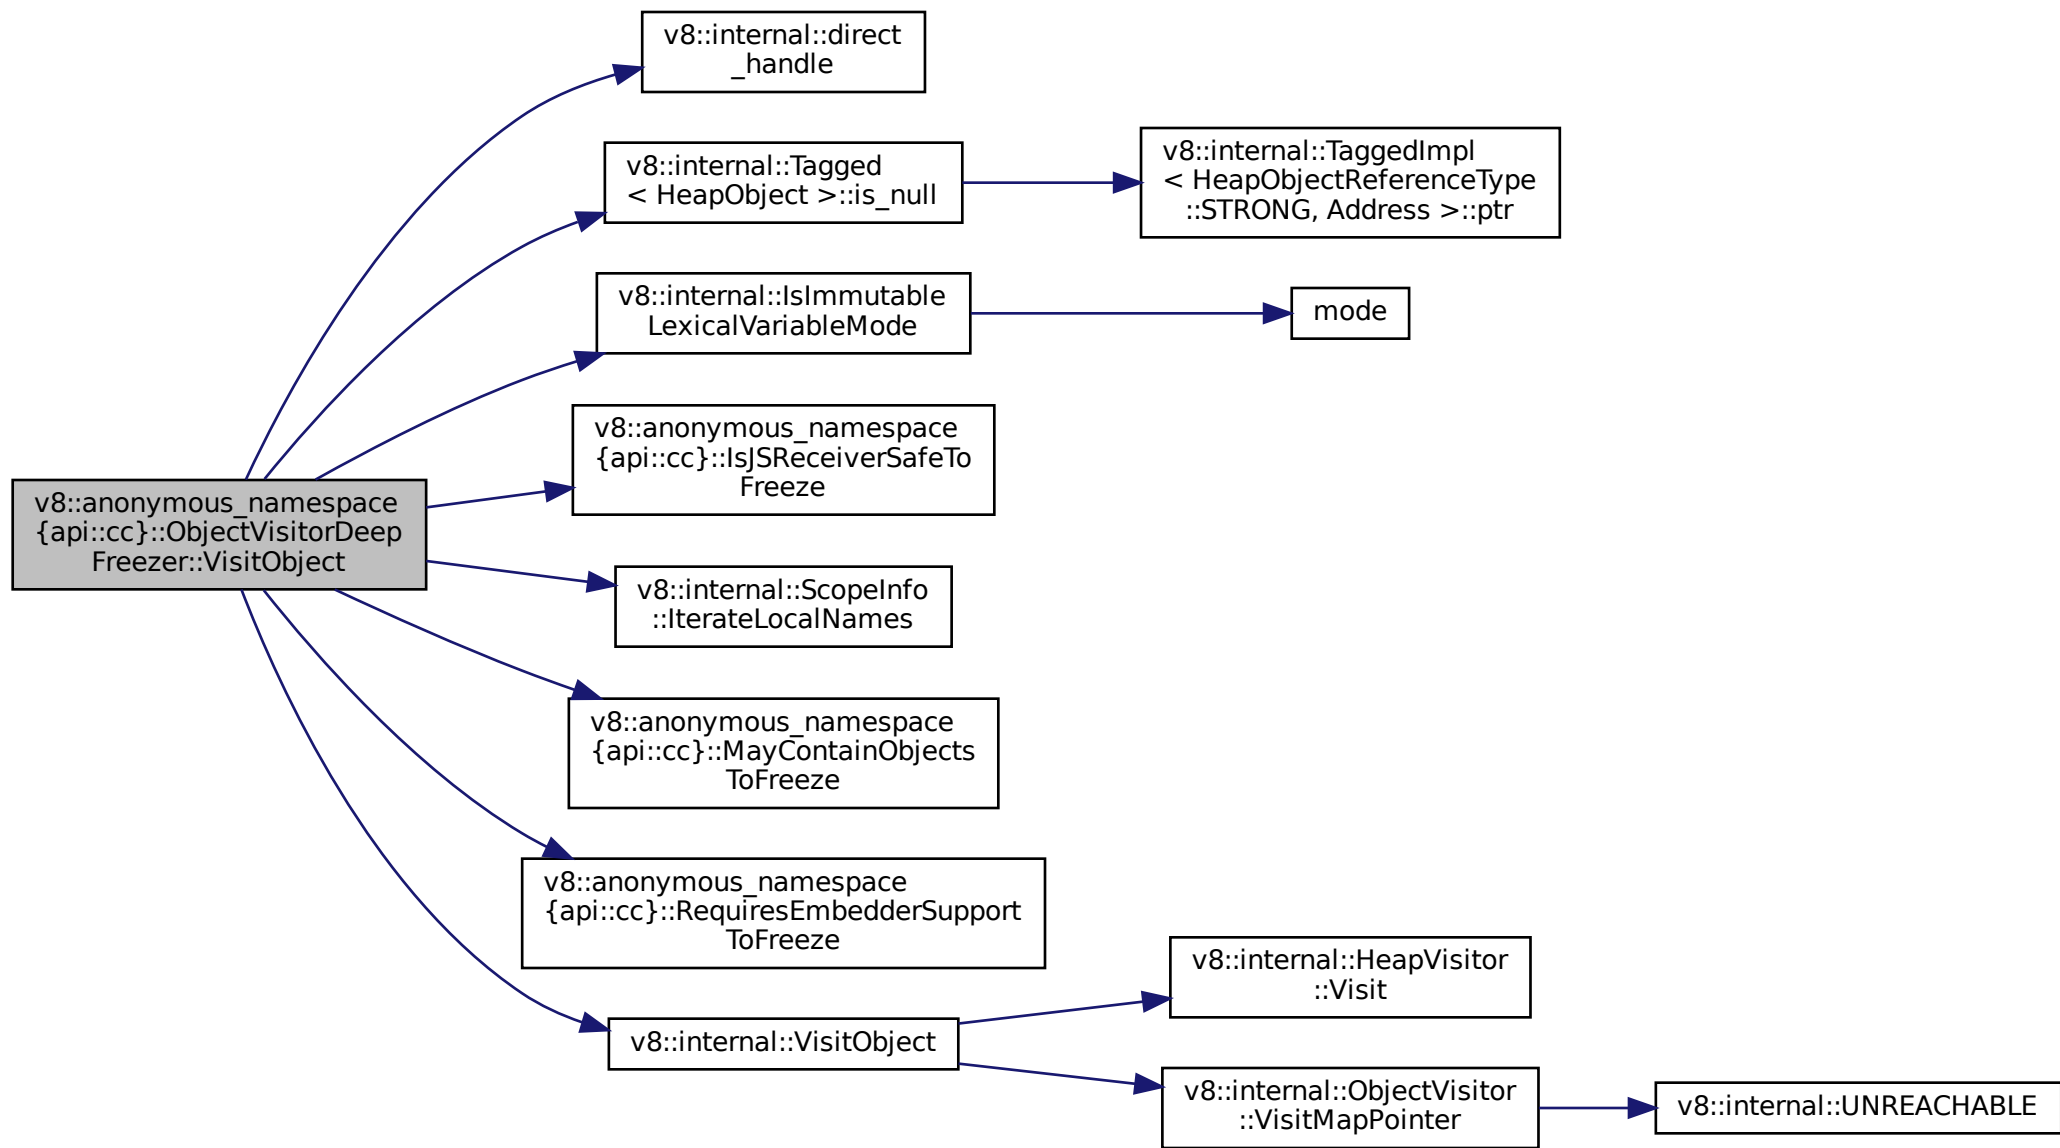 v8::internal::direct
_handle
v8::internal::Tagged
< HeapObject >::is_null
v8::internal::TaggedImpl
< HeapObjectReferenceType
::STRONG, Address >::ptr
v8::internal::IsImmutable
LexicalVariableMode
mode
v8::anonymous_namespace
{api::cc}::IsJSReceiverSafeTo
Freeze
v8::anonymous_namespace
{api::cc}::ObjectVisitorDeep
Freezer::VisitObject
v8::internal::ScopeInfo
::IterateLocalNames
v8::anonymous_namespace
{api::cc}::MayContainObjects
ToFreeze
v8::anonymous_namespace
{api::cc}::RequiresEmbedderSupport
ToFreeze
v8::internal::VisitObject
v8::internal::HeapVisitor
::Visit
v8::internal::ObjectVisitor
::VisitMapPointer
v8::internal::UNREACHABLE